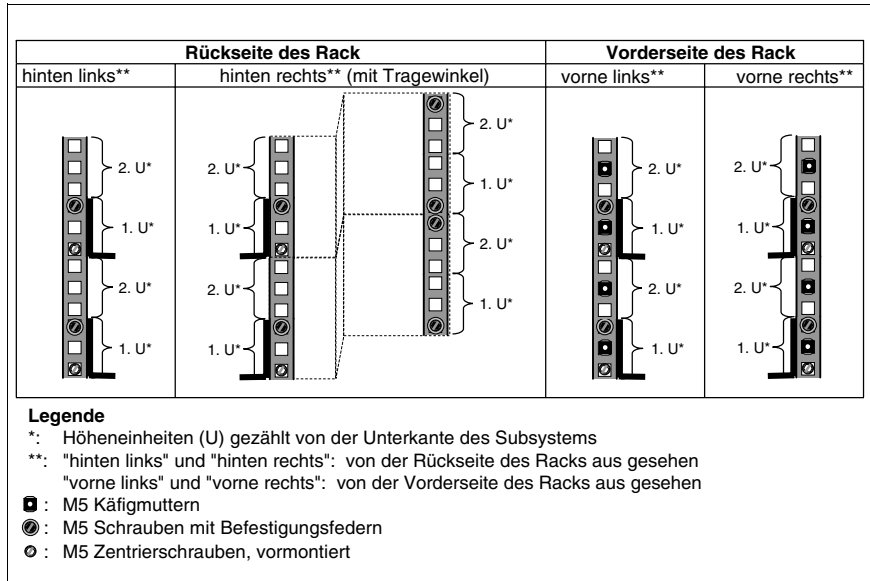 Rückseite des Rack
Vorderseite des Rack
hinten links**
hinten rechts** (mit Tragewinkel)
vorne links**
vorne rechts**
2. U*
1. U*
2. U*
1. U*
2. U*
1. U*
2. U*
1. U*
2. U*
1. U*
2. U*
1. U*
2. U*
1. U*
2. U*
1. U*
2. U*
1. U*
2. U*
1. U*
Legende
*: Höheneinheiten (U) gezählt von der Unterkante des Subsystems
**: "hinten links" und "hinten rechts": von der Rückseite des Racks aus gesehen
"vorne links" und "vorne rechts": von der Vorderseite des Racks aus gesehen
: M5 Käfigmuttern
: M5 Schrauben mit Befestigungsfedern
: M5 Zentrierschrauben, vormontiert